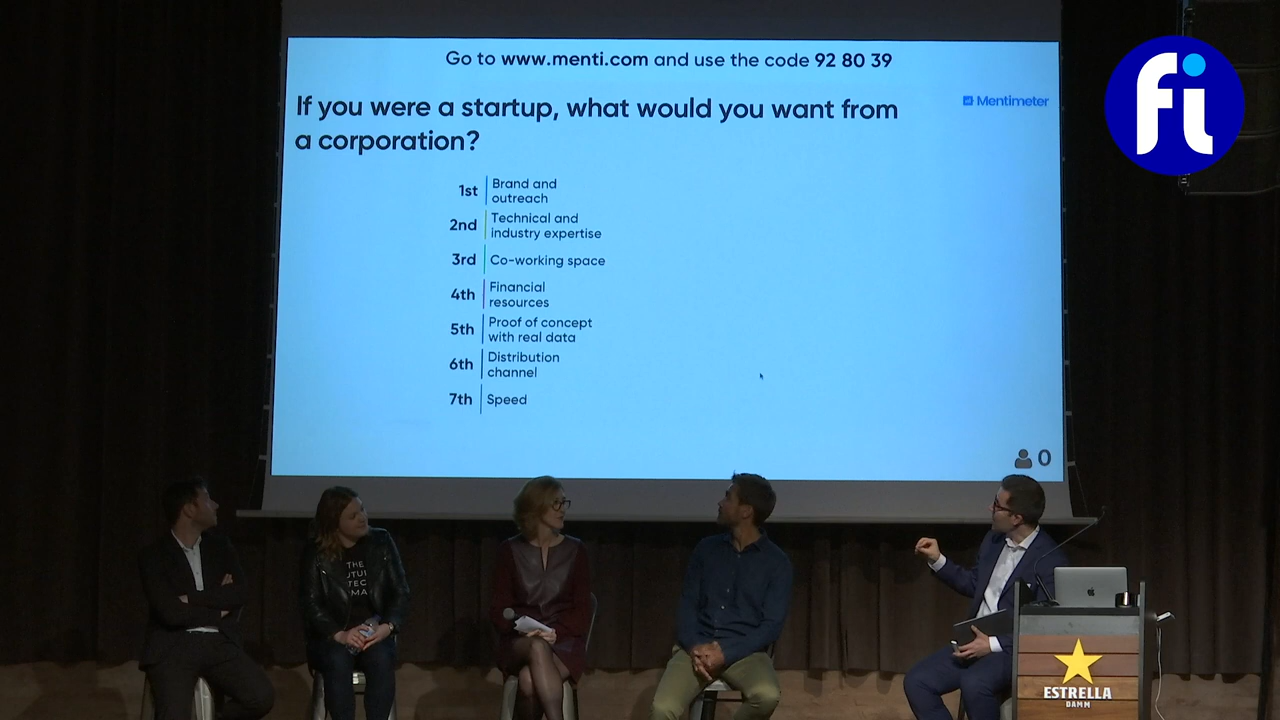 Go to www.menti.com and use the code 92 80 39
If you were a startup, what would you want from
a corporation?
Mentimeter
fi
1st
Brand and
outreach
2nd
Technical and
industry expertise
3rd
Co-working space
4th
Financial
resources
5th
Proof of concept
with real data
6th
Distribution
channel
7th
Speed
0
THE
ESTRELLA
DAMM